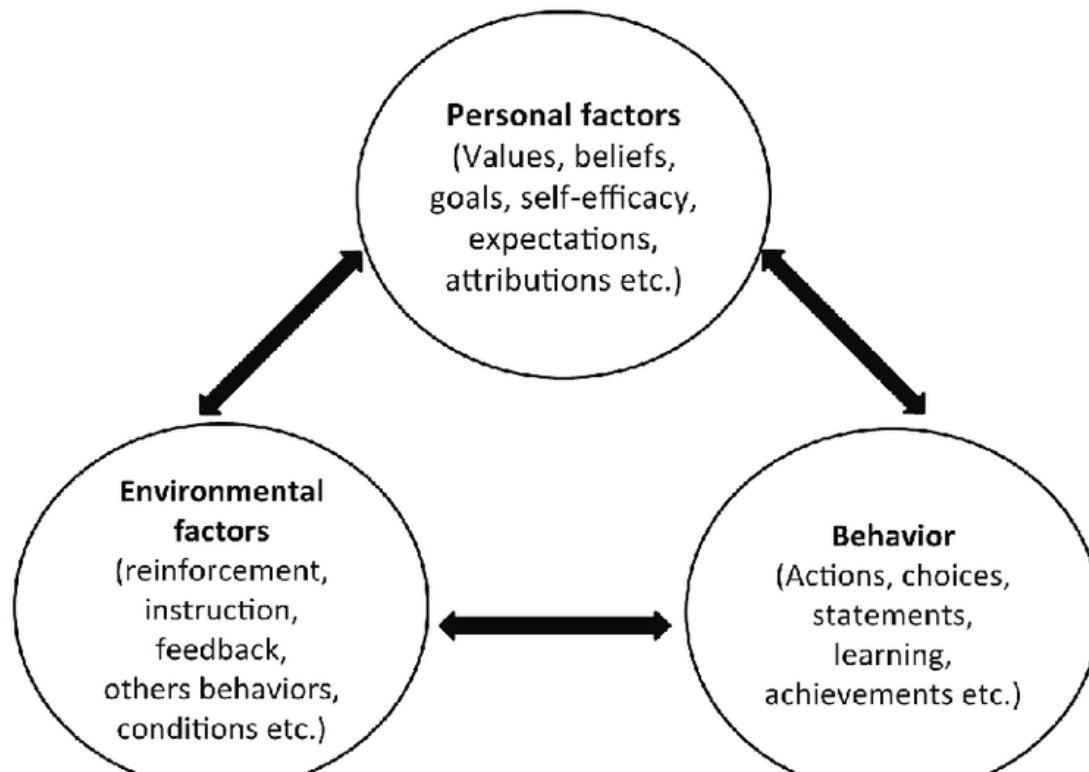 Personal factors
(Values, beliefs,
goals, self-efficacy,
expectations,
attributions etc.)
Environmental
factors
(reinforcement,
instruction,
feedback,
others behaviors,
conditions etc.)
Behavior
(Actions, choices,
statements,
learning,
achievements etc.)